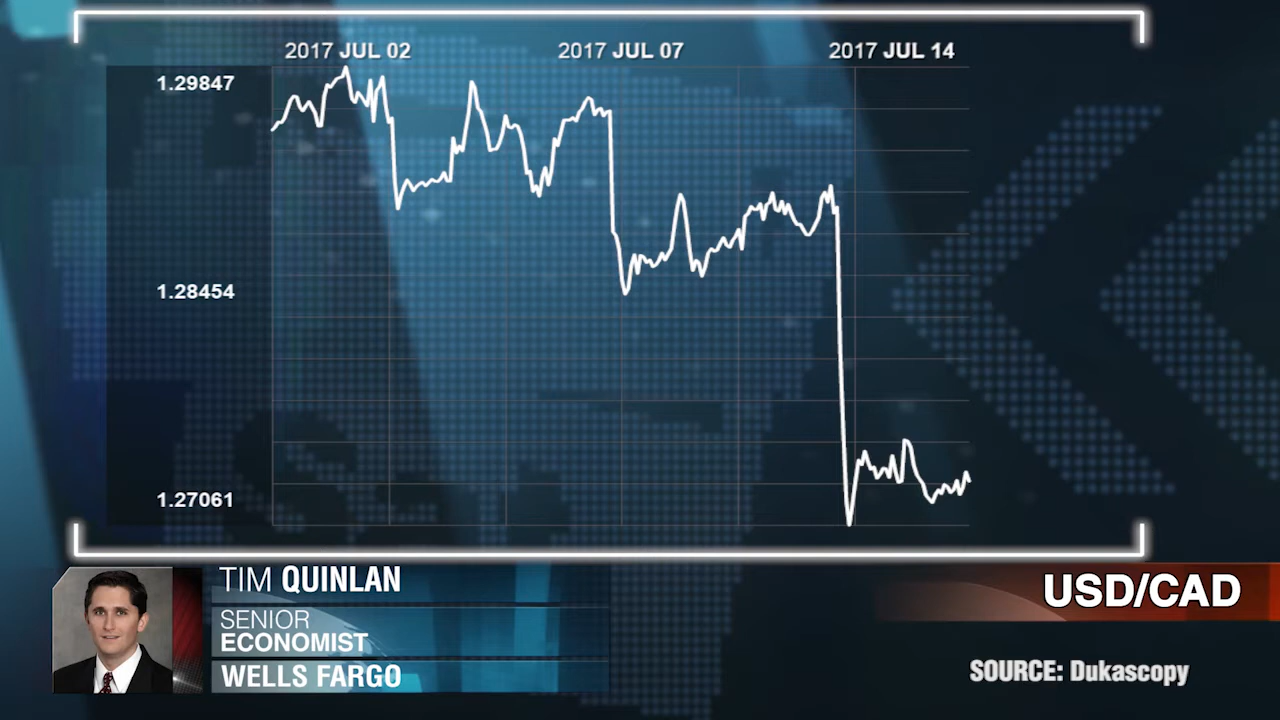 2017 JUL 02 2017 JUL 07 2017 JUL 14
1.29847
1.28454
1.27061
TIM QUINLAN
SENIOR
ECONOMIST
WELLS FARGO
USD/CAD
SOURCE: Dukascopy